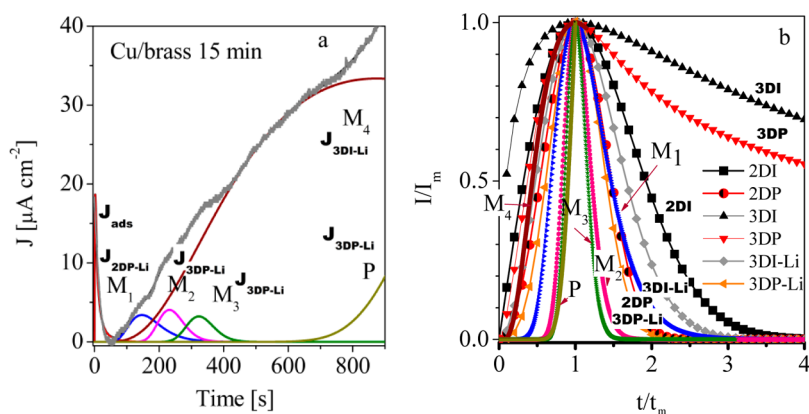 Cu/brass 15 min
a
J [µA cm-2]
40
30
20
10
0
0 200 400 600 800
Time [s]
Jads
J2DP-Li
M1
J3DP-Li
M2
M3
J3DP-Li
M4
J3DI-Li
J3DP-Li
P
b
I/Im
1.0
0.5
0.0
0 1 2 3 4
t/tm
3DI
3DP
M1
2DI
M4
M3
M2
P
3DI-Li
2DP
3DP-Li
2DI
2DP
3DI
3DP
3DI-Li
3DP-Li